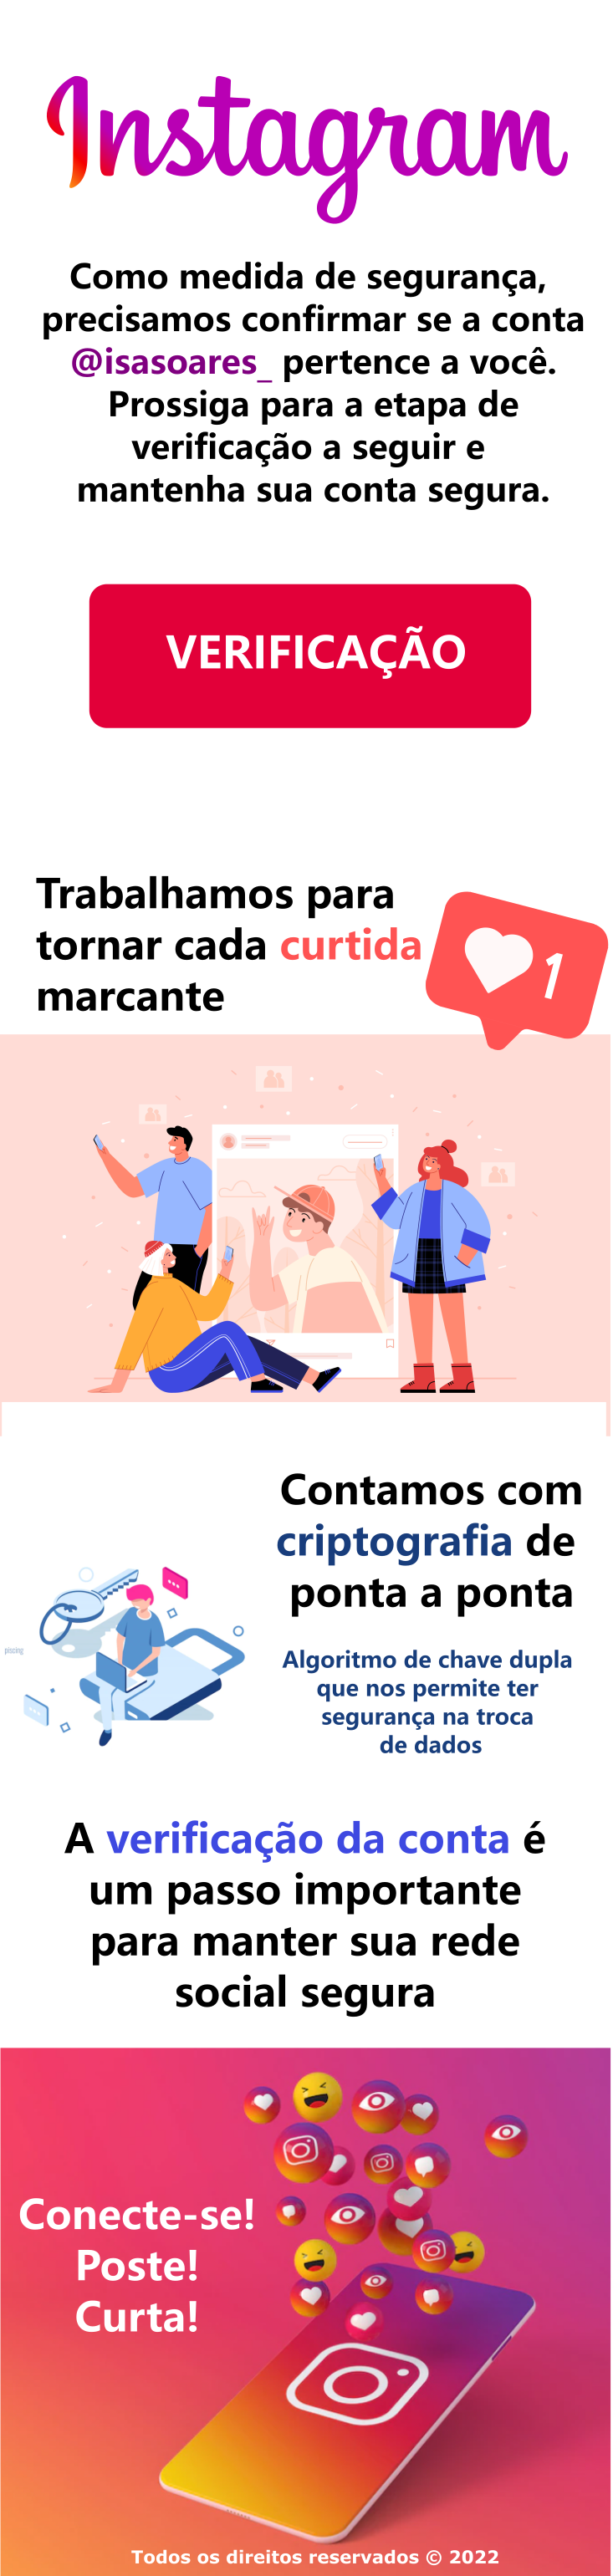 Instagram
Como medida de segurança,
precisamos confirmar se a conta
@isasoares_ pertence a você.
Prossiga para a etapa de
verificação a seguir e
mantenha sua conta segura.
VERIFICAÇÃO
Trabalhamos para
tornar cada curtida
marcante
1
Contamos com
criptografia de
ponta a ponta
Algoritmo de chave dupla
que nos permite ter
segurança na troca
de dados
A verificação da conta é
um passo importante
para manter sua rede
social segura
Conecte-se!
Poste!
Curta!
Todos os direitos reservados © 2022